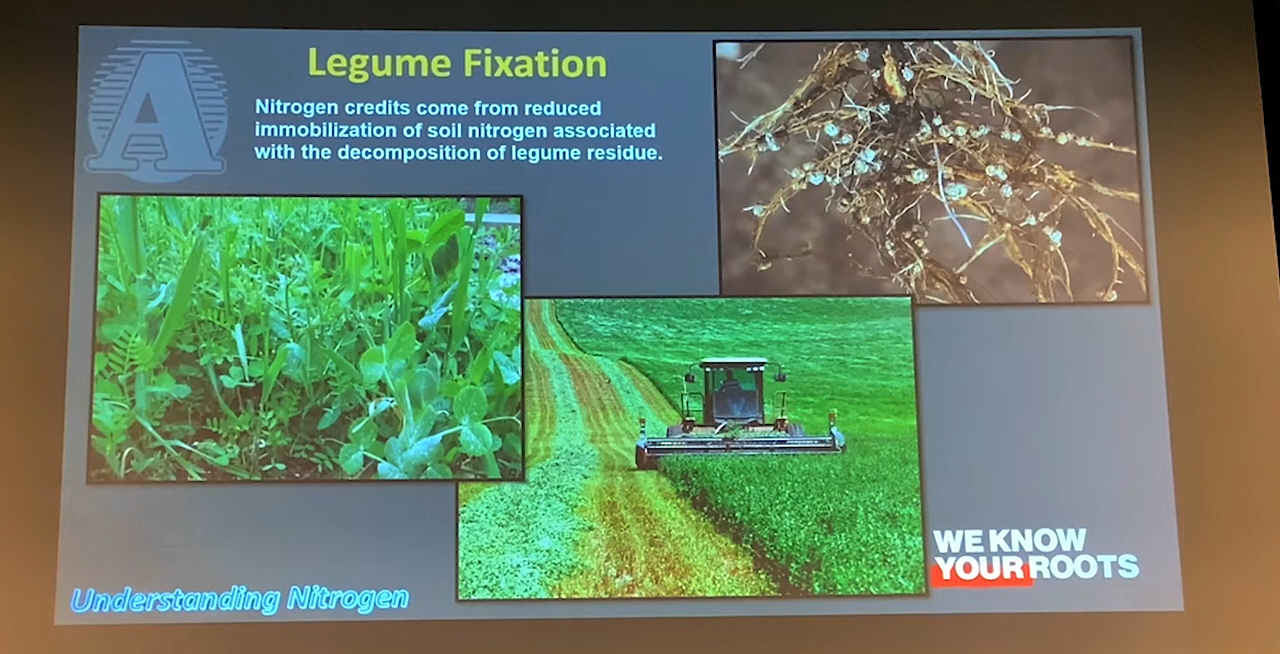 A
Legume Fixation
Nitrogen credits come from reduced
immobilization of soil nitrogen associated
with the decomposition of legume residue.
WE KNOW
YOUR ROOTS
Understanding Nitrogen